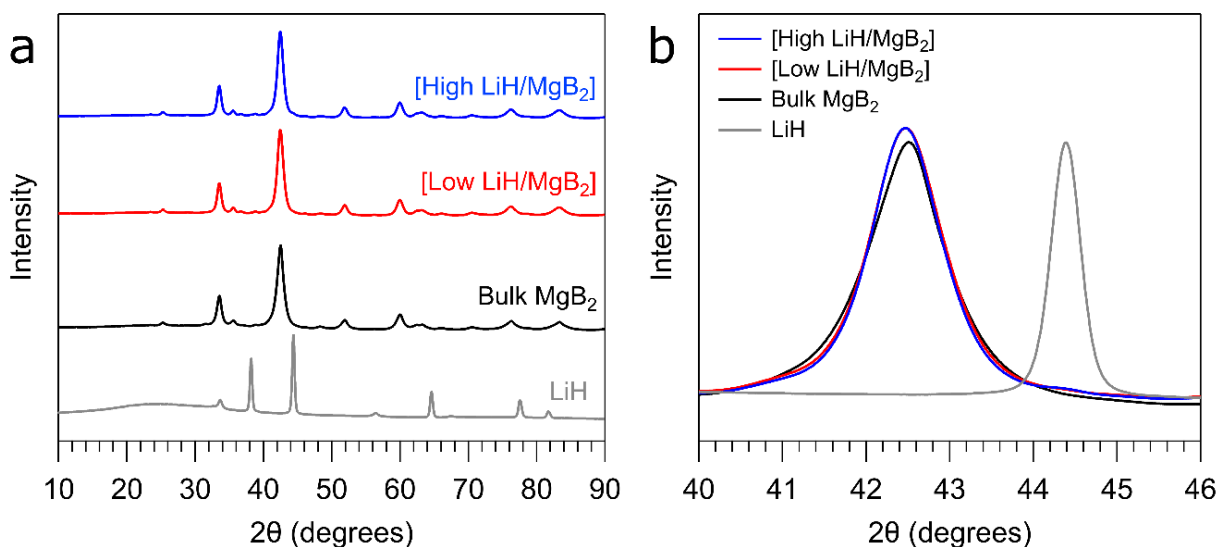 a
Intensity
[High LiH/MgB₂]
[Low LiH/MgB₂]
Bulk MgB₂
LiH
10 20 30 40 50 60 70 80 90
2θ (degrees)
b
Intensity
[High LiH/MgB₂]
[Low LiH/MgB₂]
Bulk MgB₂
LiH
40 41 42 43 44 45 46
2θ (degrees)